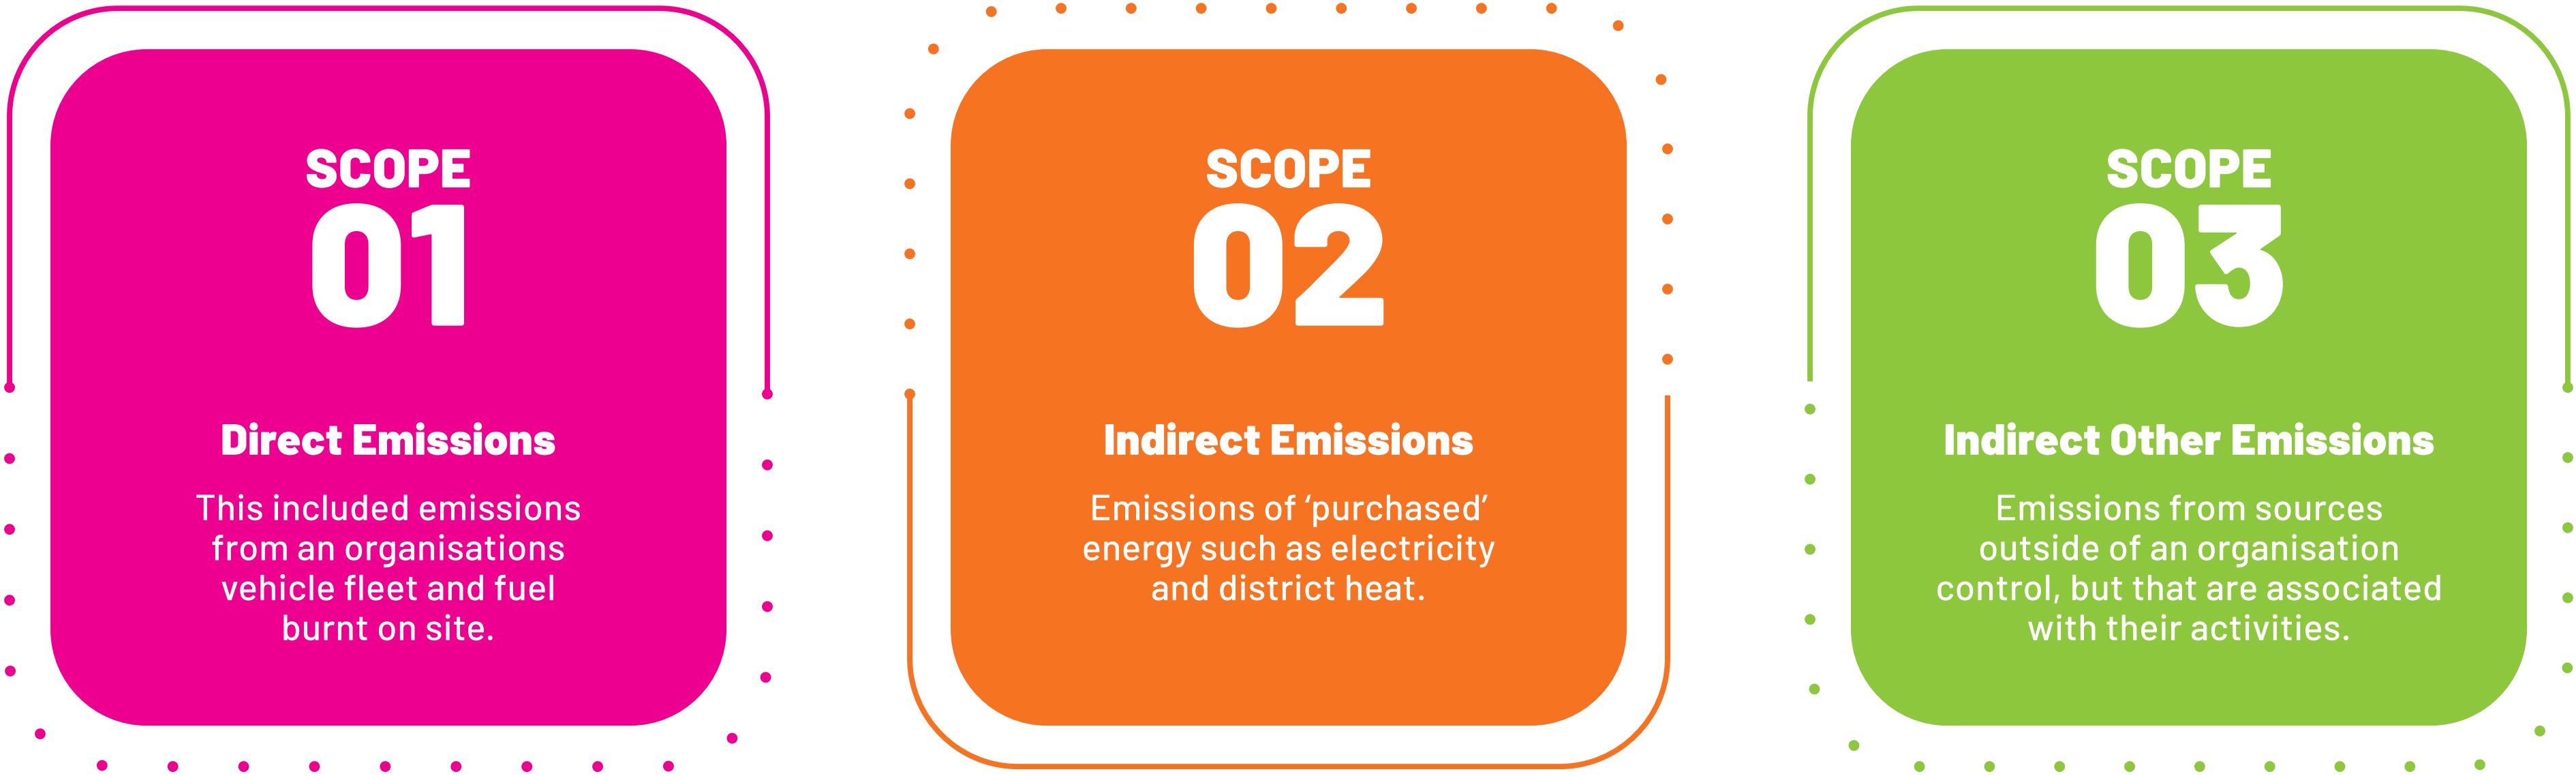 SCOPE
01
Direct Emissions
This included emissions
from an organisations
vehicle fleet and fuel
burnt on site.
SCOPE
02
Indirect Emissions
Emissions of ‘purchased’
energy such as electricity
and district heat.
SCOPE
03
Indirect Other Emissions
Emissions from sources
outside of an organisation
control, but that are associated
with their activities.